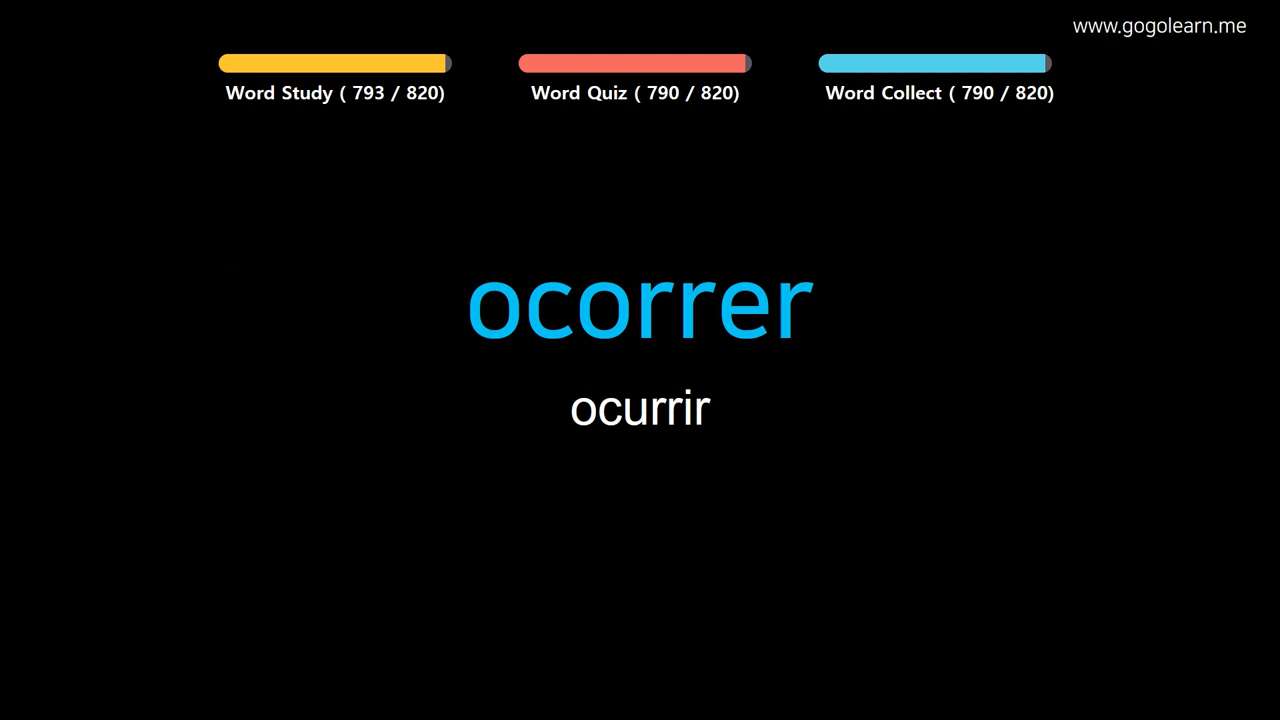 www.gogolearn.me
Word Study ( 793 / 820)
Word Quiz ( 790 / 820)
Word Collect ( 790 / 820)
ocorrer
ocurrir